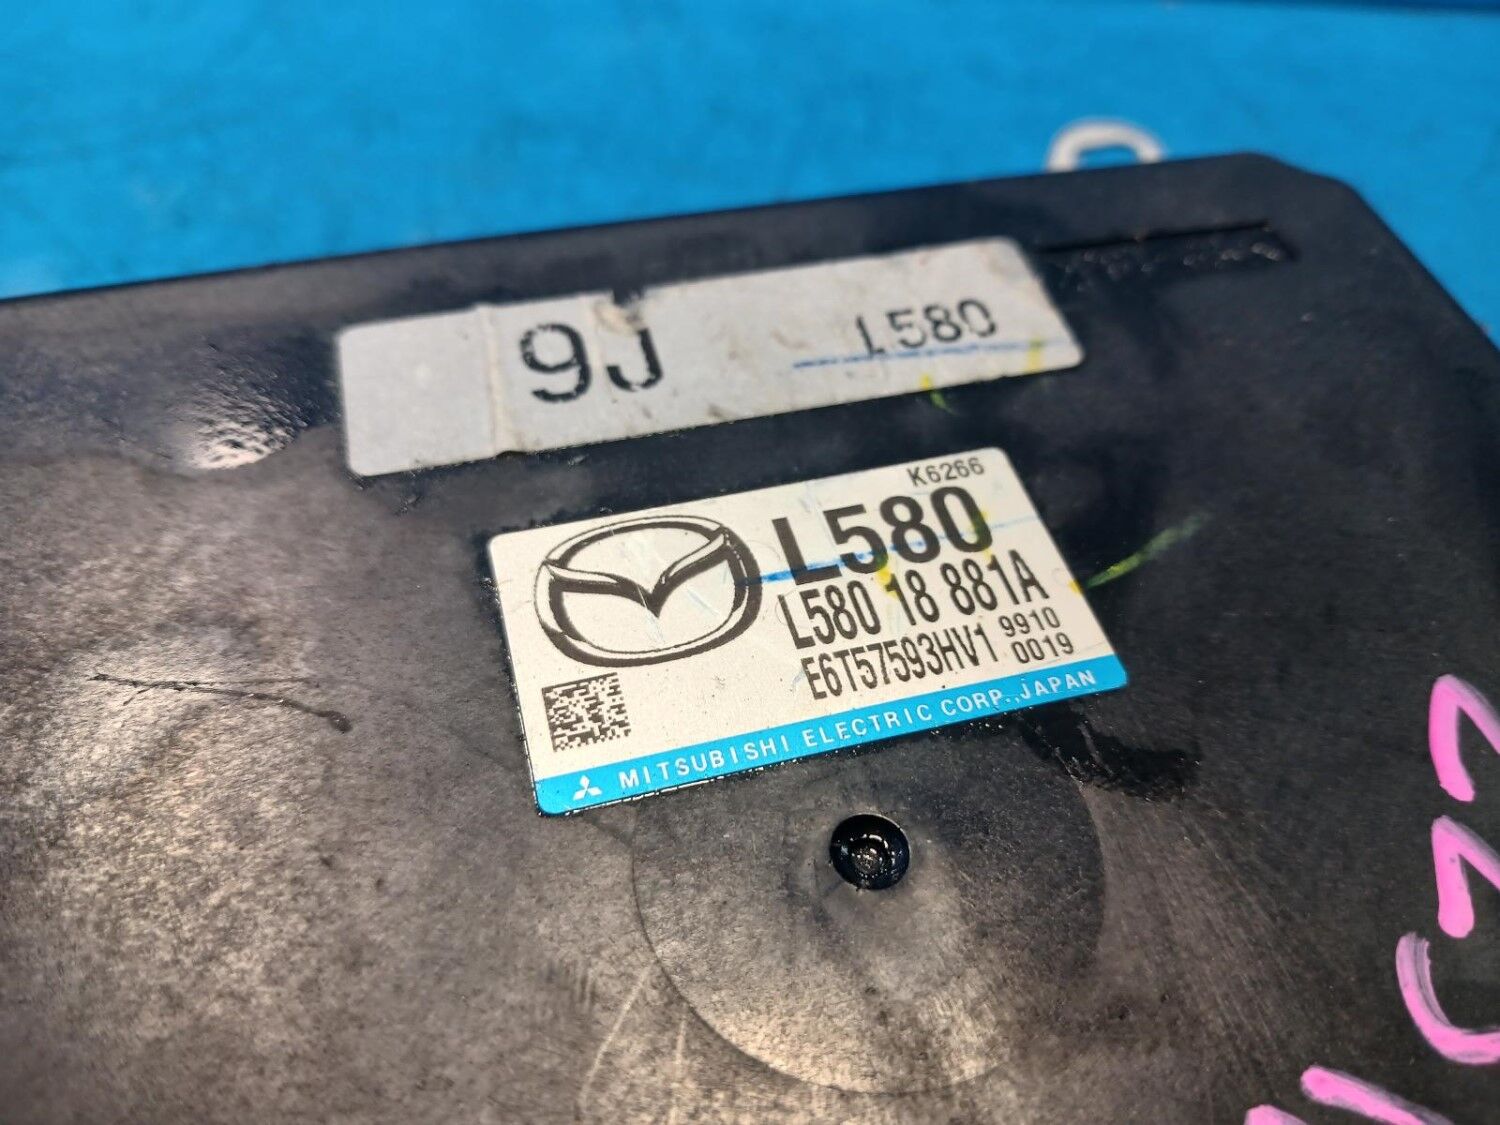 9J L580
K6266
L580
L580 18 881A
E6T57593HV1 9910
0019
MITSUBISHI ELECTRIC CORP., JAPAN